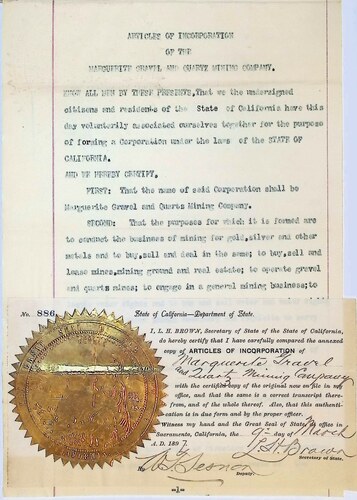 ARTICLES OF INCORPORATION
OF THE
MARGUERITE GRAVEL AND QUARTZ MINING COMPANY.
KNOW ALL MEN BY THESE PRESENTS, That we the undersigned
citizens and residents of the State of California have this
day voluntarily associated ourselves together for the purpose
of forming a Corporation under the laws of the STATE OF
CALIFORNIA.
AND WE HEREBY CERTIFY,
FIRST: That the name of said Corporation shall be
Marguerite Gravel and Quartz Mining Company.
SECOND: That the purposes for which it is formed are
to conduct the business of mining for gold, silver and other
metals and to buy, sell and deal in the same; to buy, sell and
lease mines, mining ground and real estate; to operate gravel
and quartz mines; to engage in a general mining business; to
No. 886.
State of California—Department of State.
I, L. H. BROWN, Secretary of State of the State of California,
do hereby certify that I have carefully compared the annexed
copy of ARTICLES OF INCORPORATION of
Marguerite Gravel
and Quartz Mining Company
with the certified copy of the original now on file in my
office, and that the same is a correct transcript there-
from, and of the whole thereof. Also, that this authenti-
cation is in due form and by the proper officer.
Witness my hand and the Great Seal of State, at office in
Sacramento, California, the day of March
A. D. 1897
L. H. Brown
Secretary of State.
By
Deputy.
-1-